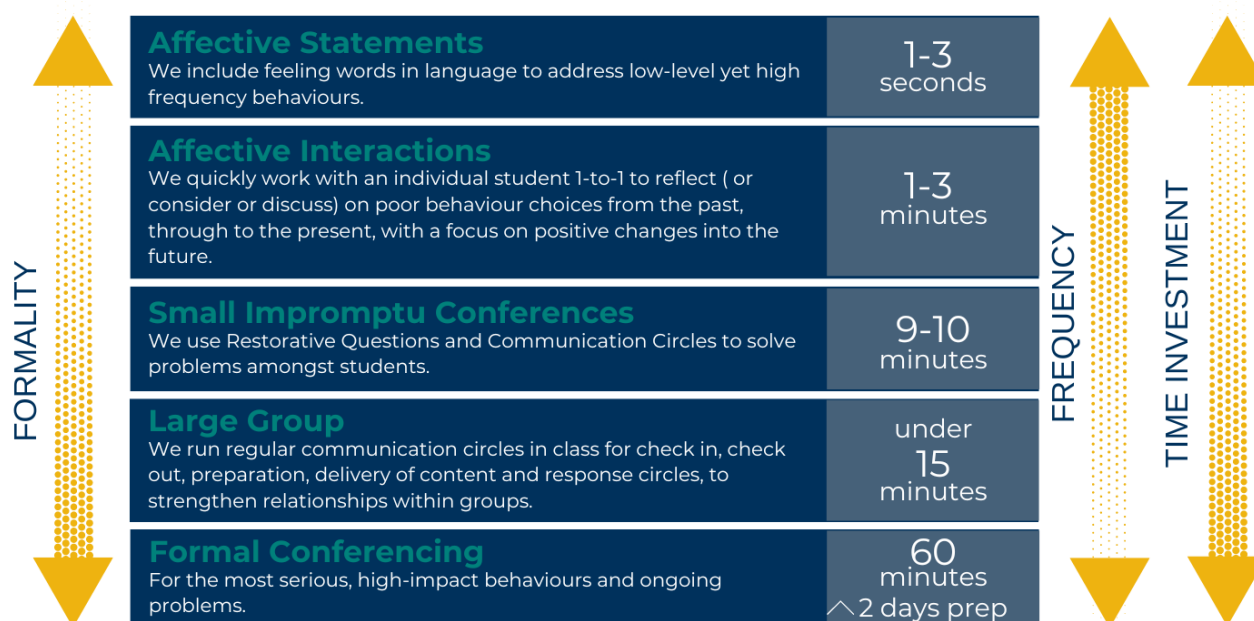 FORMALITY
Affective Statements
We include feeling words in language to address low-level yet high
frequency behaviours.
1-3
seconds
Affective Interactions
We quickly work with an individual student 1-to-1 to reflect ( or
consider or discuss) on poor behaviour choices from the past,
through to the present, with a focus on positive changes into the
future.
1-3
minutes
Small Impromptu Conferences
We use Restorative Questions and Communication Circles to solve
problems amongst students.
9-10
minutes
Large Group
We run regular communication circles in class for check in, check
out, preparation, delivery of content and response circles, to
strengthen relationships within groups.
under
15
minutes
Formal Conferencing
For the most serious, high-impact behaviours and ongoing
problems.
60
minutes
^ 2 days prep
FREQUENCY
TIME INVESTMENT